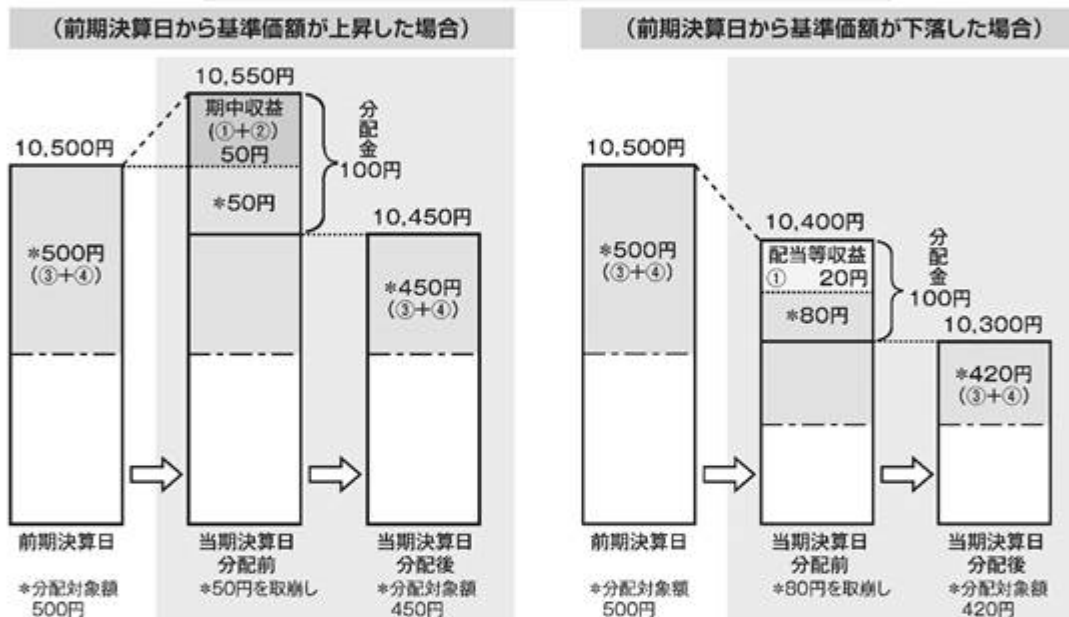 (前期決算日から基準価額が上昇した場合)
10,550円
期中収益
(①+②)
50円
*50円
分配金
100円
10,500円
*500円
(③+④)
10,450円
*450円
(③+④)
前期決算日
*分配対象額
500円
当期決算日
分配前
*50円を取崩し
当期決算日
分配後
*分配対象額
450円
(前期決算日から基準価額が下落した場合)
10,500円
*500円
(③+④)
10,400円
配当等収益
① 20円
*80円
分配金
100円
10,300円
*420円
(③+④)
前期決算日
*分配対象額
500円
当期決算日
分配前
*80円を取崩し
当期決算日
分配後
*分配対象額
420円